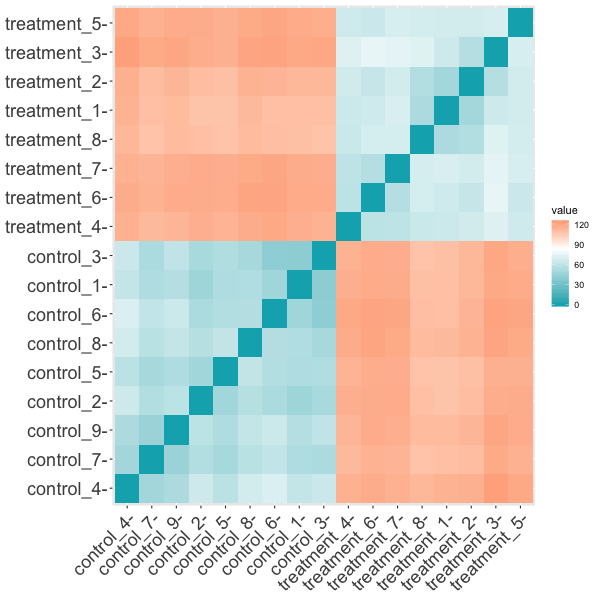 treatment_5-
treatment_3-
treatment_2-
treatment_1-
treatment_8-
treatment_7-
treatment_6-
treatment_4-
control_3-
control_1-
control_6-
control_8-
control_5-
control_2-
control_9-
control_7-
control_4-
control_4-
control_7-
control_9-
control_2-
control_5-
control_8-
control_6-
control_1-
control_3-
treatment_4-
treatment_6-
treatment_7-
treatment_8-
treatment_1-
treatment_2-
treatment_3-
treatment_5-
value
120
90
60
30
0